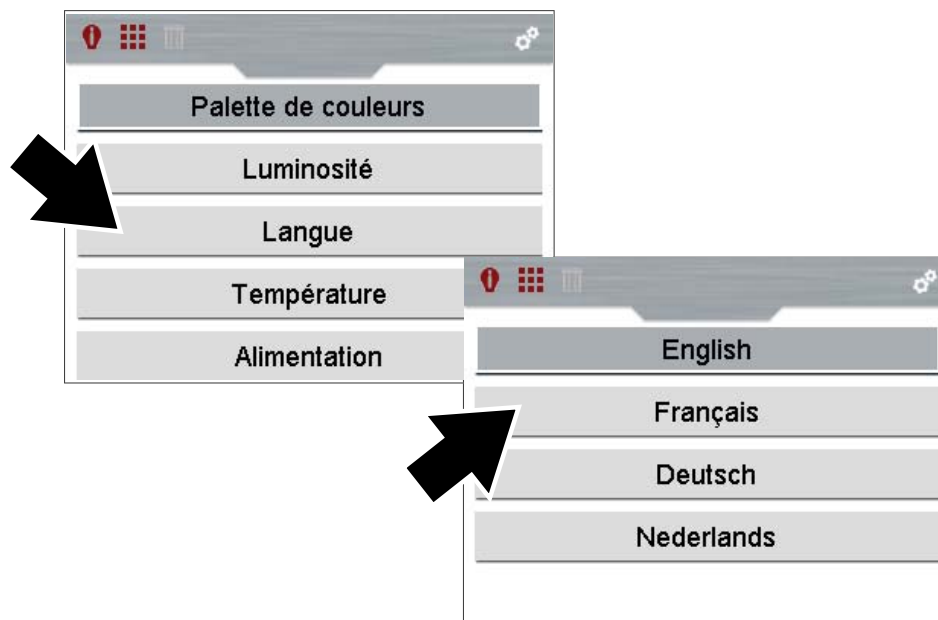 Palette de couleurs
Luminosité
Langue
Température
Alimentation
English
Français
Deutsch
Nederlands